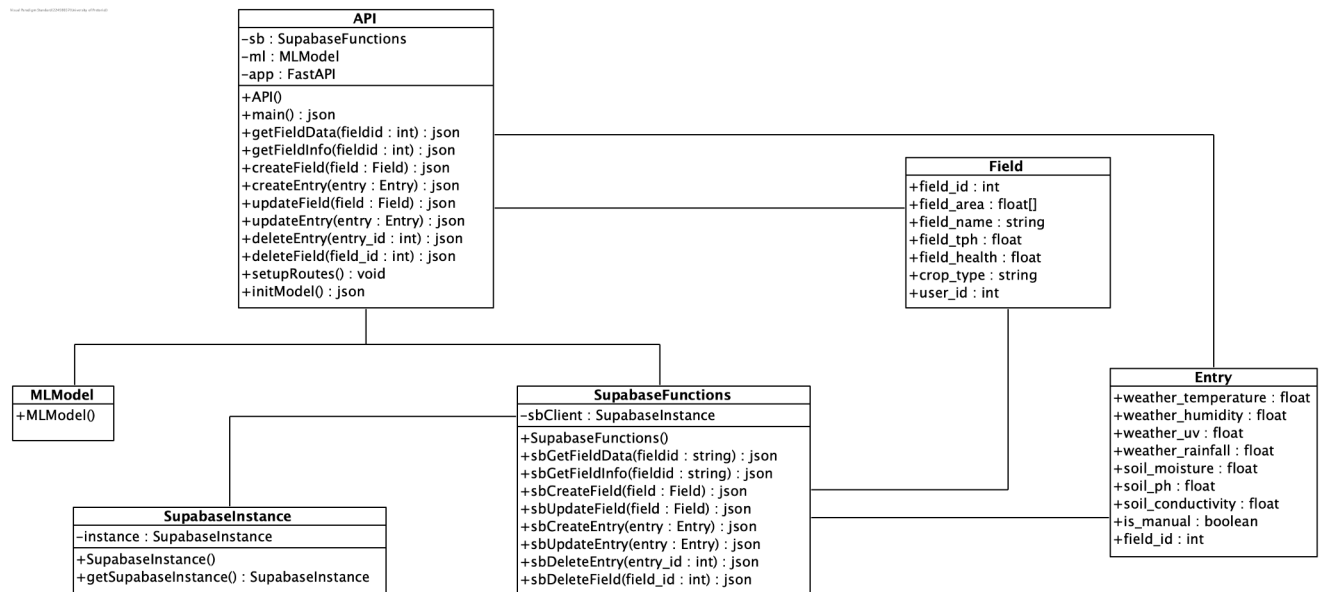 API
-sb : SupabaseFunctions
-ml : MLModel
-app : FastAPI
+API()
+main() : json
+getFieldData(fieldid : int) : json
+getFieldInfo(fieldid : int) : json
+createField(field : Field) : json
+createEntry(entry : Entry) : json
+updateField(field : Field) : json
+updateEntry(entry : Entry) : json
+deleteEntry(entry_id : int) : json
+deleteField(field_id : int) : json
+setupRoutes() : void
+initModel() : json
Field
+field_id : int
+field_area : float[]
+field_name : string
+field_tph : float
+field_health : float
+crop_type : string
+user_id : int
MLModel
+MLModel()
SupabaseFunctions
-sbClient : SupabaseInstance
+SupabaseFunctions()
+sbGetFieldData(fieldid : string) : json
+sbGetFieldInfo(fieldid : string) : json
+sbCreateField(field : Field) : json
+sbUpdateField(field : Field) : json
+sbCreateEntry(entry : Entry) : json
+sbUpdateEntry(entry : Entry) : json
+sbDeleteEntry(entry_id : int) : json
+sbDeleteField(field_id : int) : json
Entry
+weather_temperature : float
+weather_humidity : float
+weather_uv : float
+weather_rainfall : float
+soil_moisture : float
+soil_ph : float
+soil_conductivity : float
+is_manual : boolean
+field_id : int
SupabaseInstance
-instance : SupabaseInstance
+SupabaseInstance()
+getSupabaseInstance() : SupabaseInstance